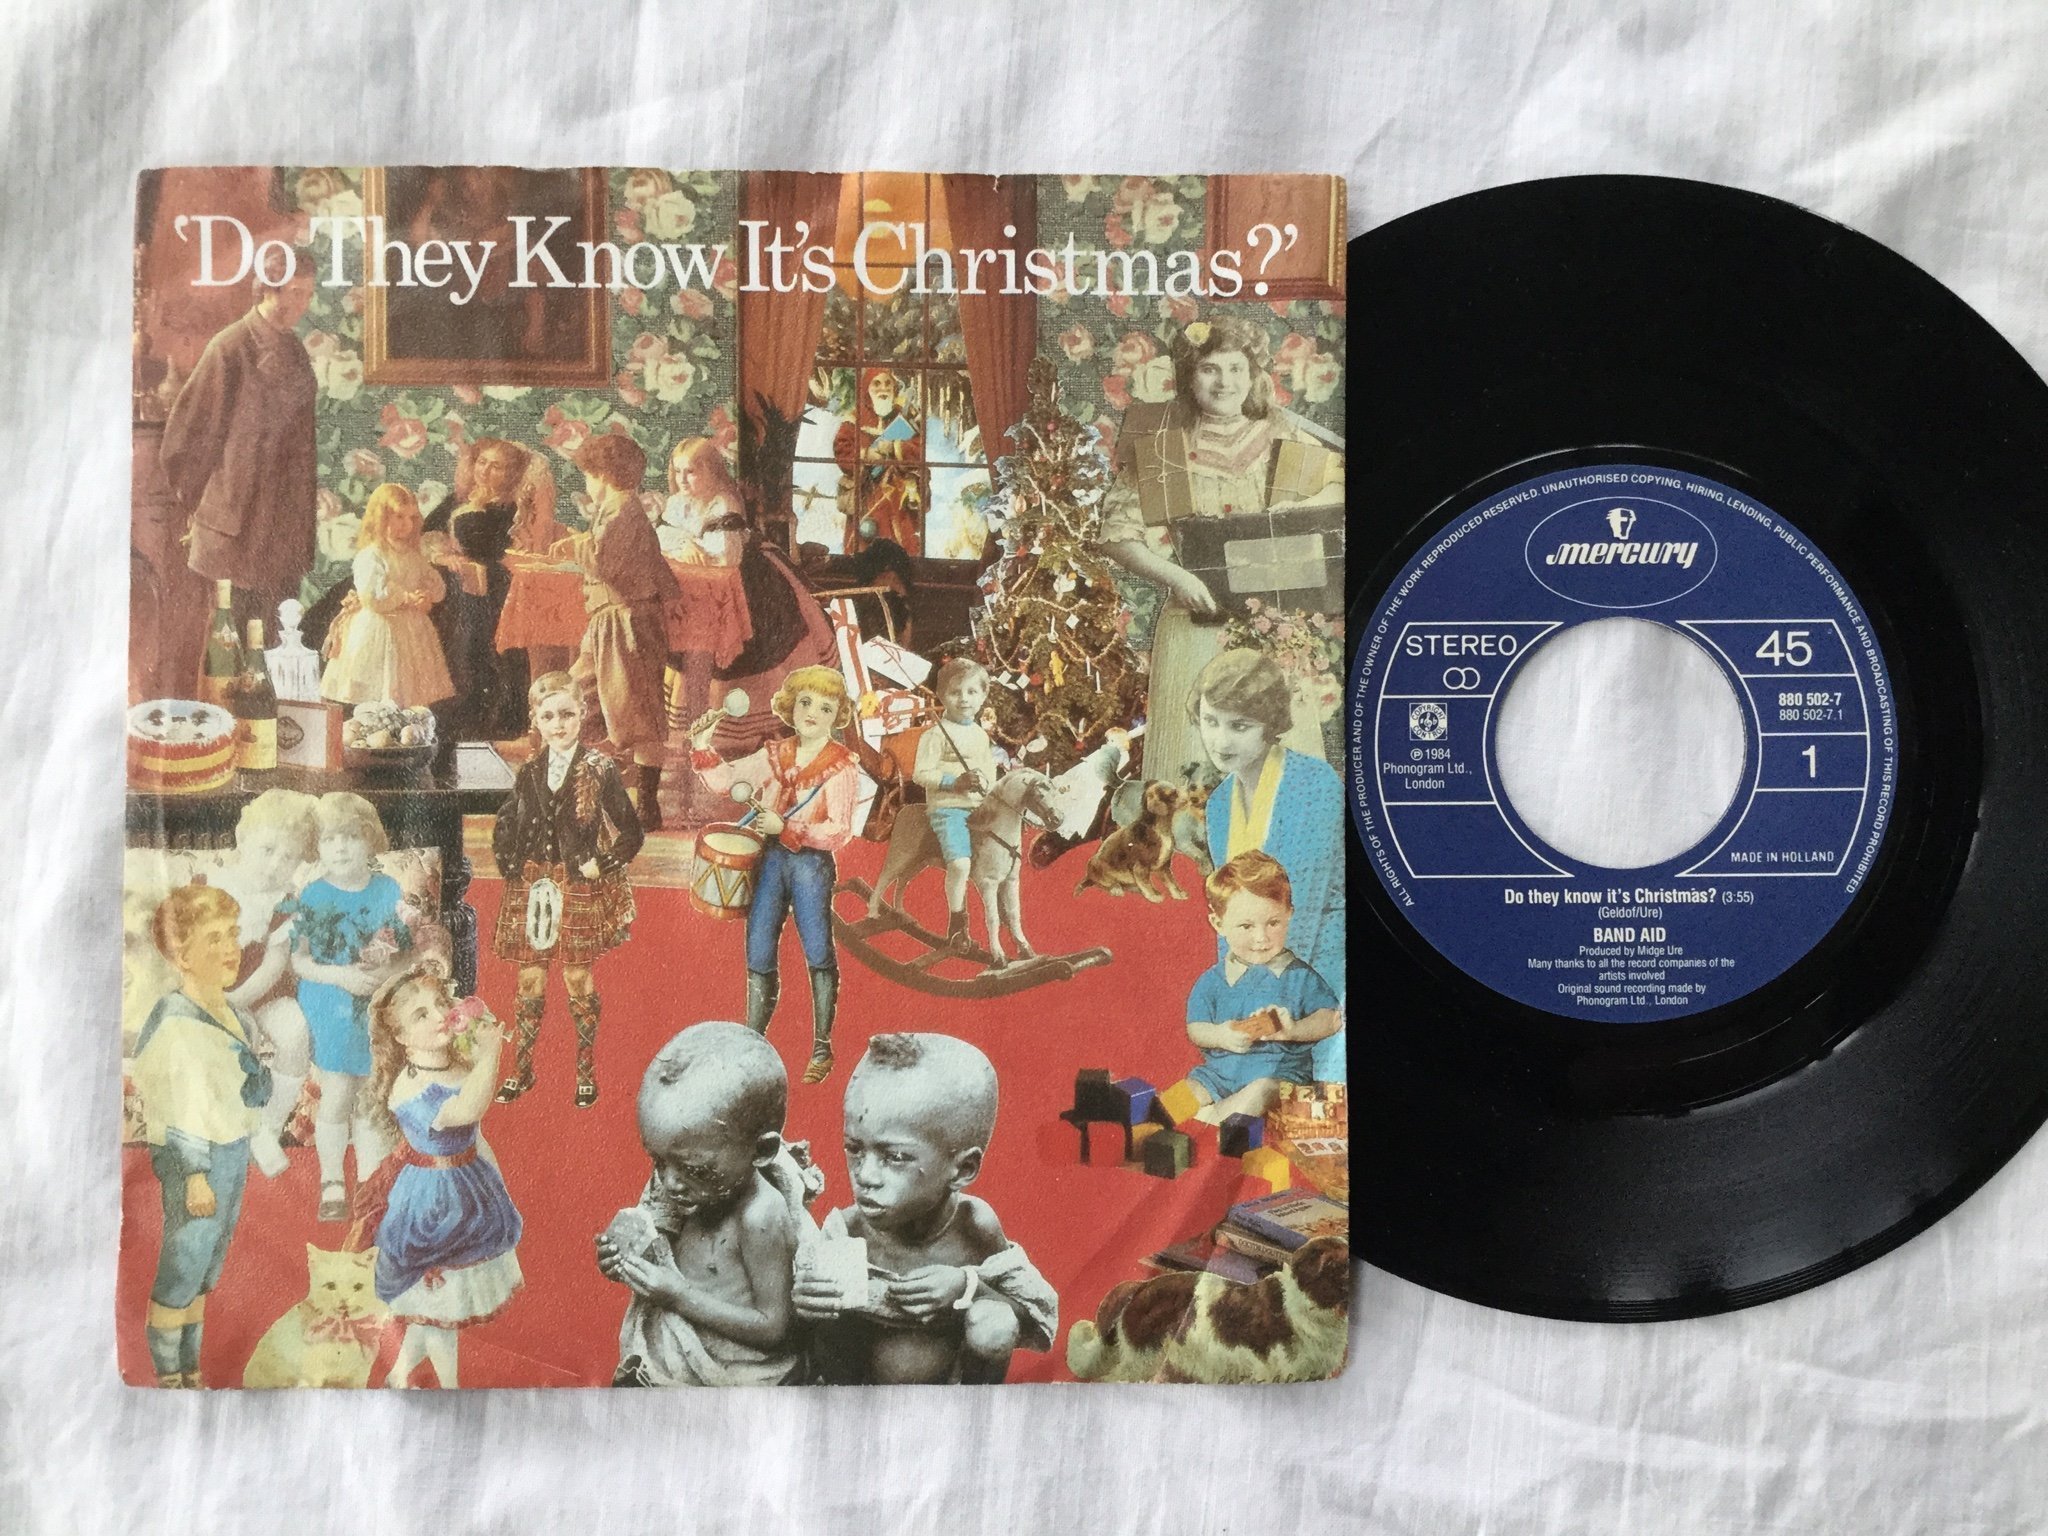 ‘Do They Know It's Christmas?’
ALL RIGHTS OF THE PRODUCER AND OF THE OWNER OF THE WORK REPRODUCED RESERVED. UNAUTHORISED COPYING, HIRING, LENDING, PUBLIC PERFORMANCE AND BROADCASTING OF THIS RECORD PROHIBITED.
mercury
STEREO
45
880 502-7
880 502-7.1
COPYRIGHT
CONTROL
1
℗ 1984
Phonogram Ltd.,
London
MADE IN HOLLAND
Do they know it's Christmas? (3:55)
(Geldof/Ure)
BAND AID
Produced by Midge Ure
Many thanks to all the record companies of the
artists involved
Original sound recording made by
Phonogram Ltd., London